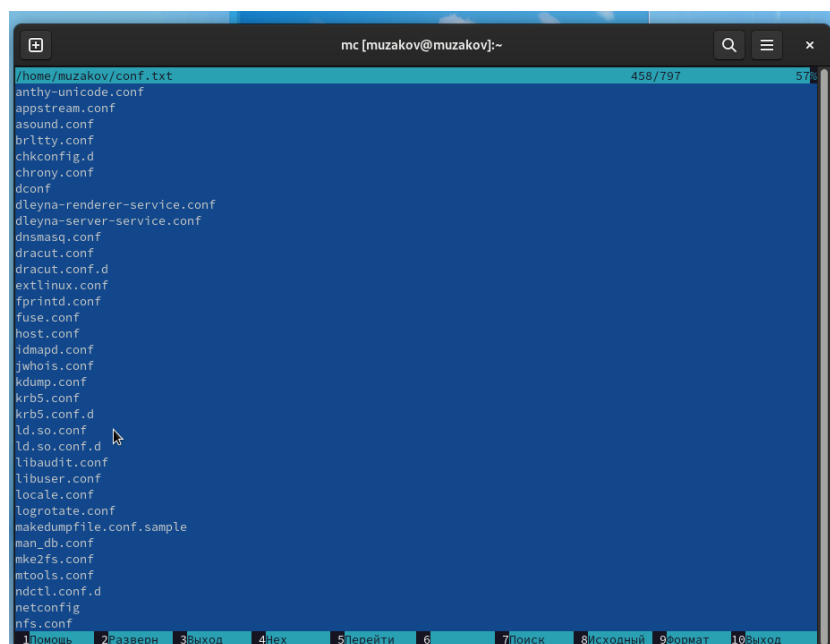 mc [muzakov@muzakov]:~
/home/muzakov/conf.txt 458/797 57%
anthy-unicode.conf
appstream.conf
asound.conf
brltty.conf
chkconfig.d
chrony.conf
dconf
dleyna-renderer-service.conf
dleyna-server-service.conf
dnsmasq.conf
dracut.conf
dracut.conf.d
extlinux.conf
fprintd.conf
fuse.conf
host.conf
idmapd.conf
jwhois.conf
kdump.conf
krb5.conf
krb5.conf.d
ld.so.conf
ld.so.conf.d
libaudit.conf
libuser.conf
locale.conf
logrotate.conf
makedumpfile.conf.sample
man_db.conf
mke2fs.conf
mtools.conf
ndctl.conf.d
netconfig
nfs.conf
1Помощь 2Разверн 3Выход 4Hex 5Перейти 6 7Поиск 8Исходный 9Формат 10Выход